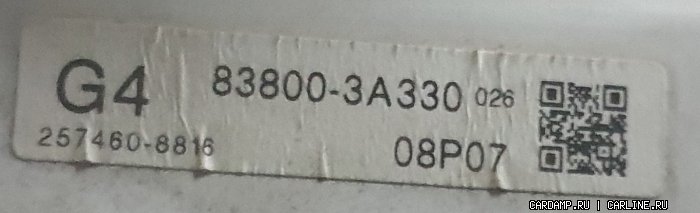 G4 83800-3A330 026
257460-8816 08P07
CARDAMP.RU | CARLINE.RU